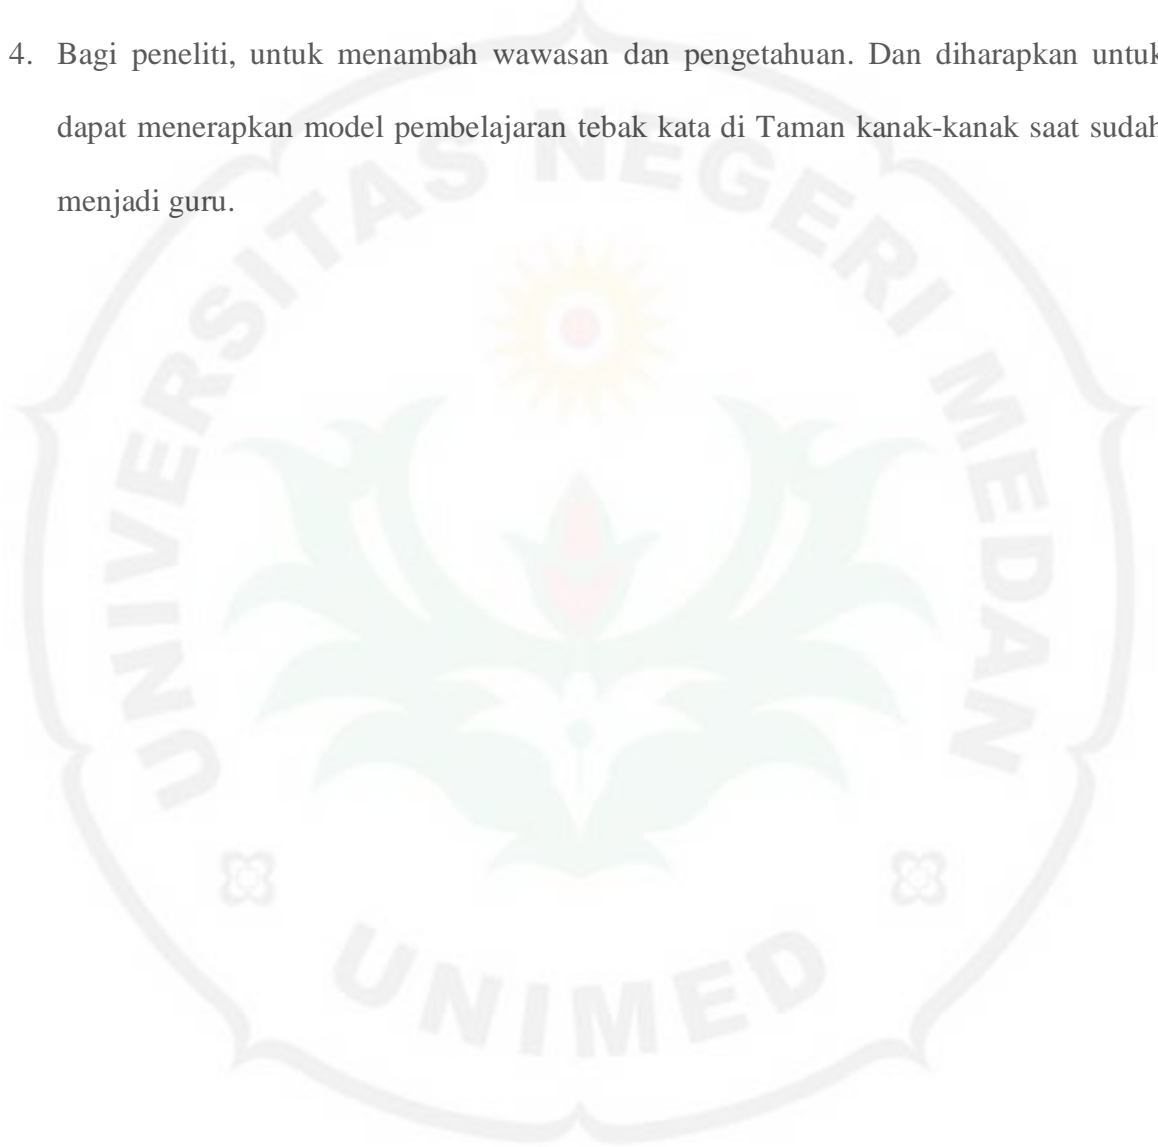 4. Bagi peneliti, untuk menambah wawasan dan pengetahuan. Dan diharapkan untuk
dapat menerapkan model pembelajaran tebak kata di Taman kanak-kanak saat sudah
menjadi guru.
UNIVERSITAS NEGERI MEDAN
UNIMED